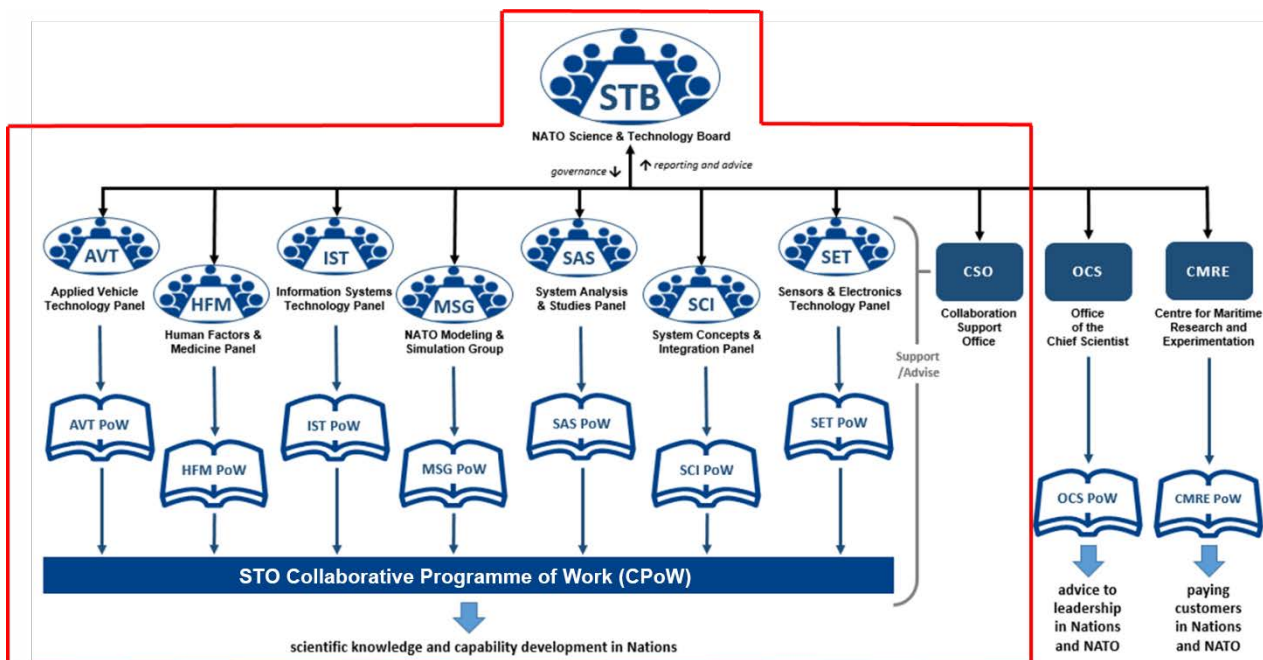 STB
NATO Science & Technology Board
governance ↓
↑ reporting and advice
AVT
Applied Vehicle
Technology Panel
HFM
Human Factors &
Medicine Panel
IST
Information Systems
Technology Panel
MSG
NATO Modeling &
Simulation Group
SAS
System Analysis
& Studies Panel
SCI
System Concepts &
Integration Panel
SET
Sensors & Electronics
Technology Panel
Support
/Advise
CSO
Collaboration
Support
Office
OCS
Office
of the
Chief Scientist
CMRE
Centre for Maritime
Research and
Experimentation
AVT PoW
HFM PoW
IST PoW
MSG PoW
SAS PoW
SCI PoW
SET PoW
OCS PoW
CMRE PoW
STO Collaborative Programme of Work (CPoW)
scientific knowledge and capability development in Nations
advice to
leadership
in Nations
and NATO
paying
customers
in Nations
and NATO